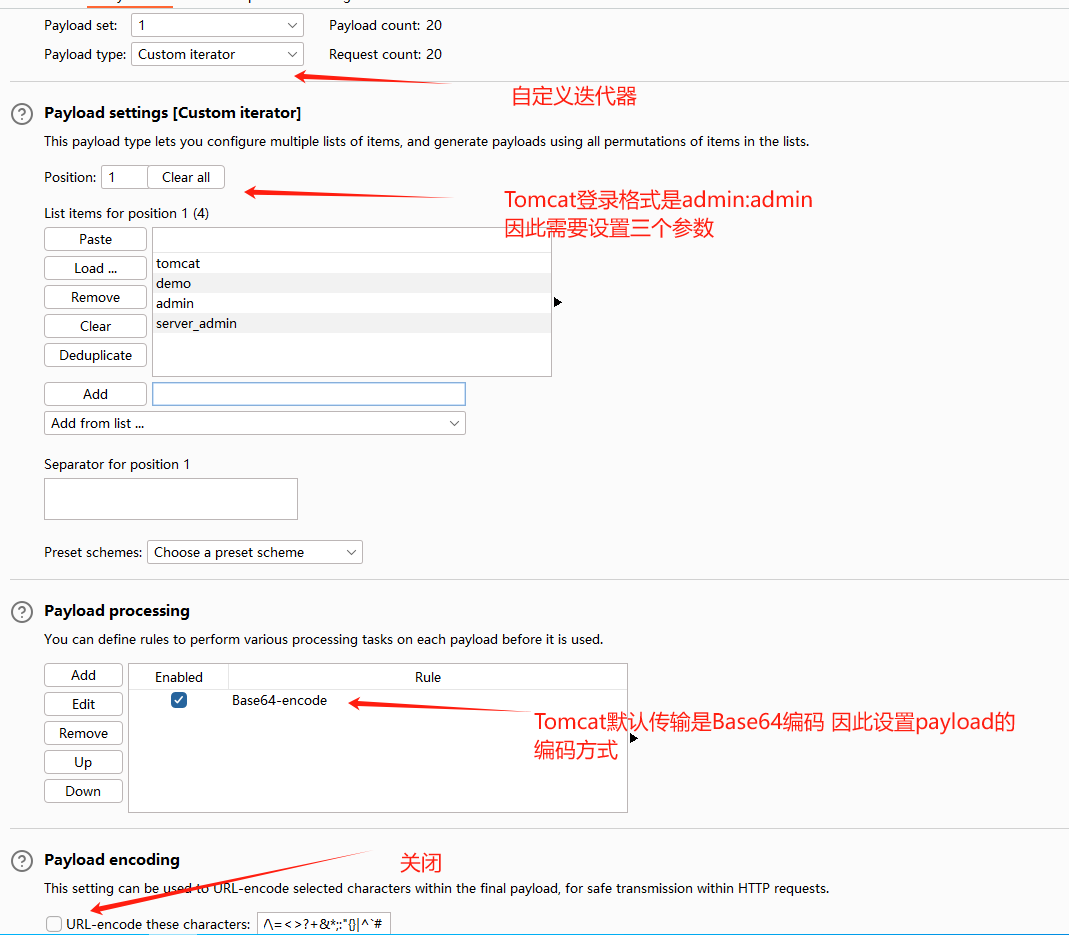 Payload set: 1 Payload count: 20
Payload type: Custom iterator Request count: 20
自定义迭代器
Payload settings [Custom iterator]
This payload type lets you configure multiple lists of items, and generate payloads using all permutations of items in the lists.
Position: 1 Clear all
Tomcat登录格式是admin:admin
因此需要设置三个参数
List items for position 1 (4)
Paste
Load ...
Remove
Clear
Deduplicate
tomcat
demo
admin
server_admin
Add
Add from list ...
Separator for position 1
Preset schemes: Choose a preset scheme
Payload processing
You can define rules to perform various processing tasks on each payload before it is used.
Add
Edit
Remove
Up
Down
Enabled Rule
Base64-encode
Tomcat默认传输是Base64编码 因此设置payload的
编码方式
Payload encoding
关闭
This setting can be used to URL-encode selected characters within the final payload, for safe transmission within HTTP requests.
URL-encode these characters: /\=<>?+&*;:"{}|^`#